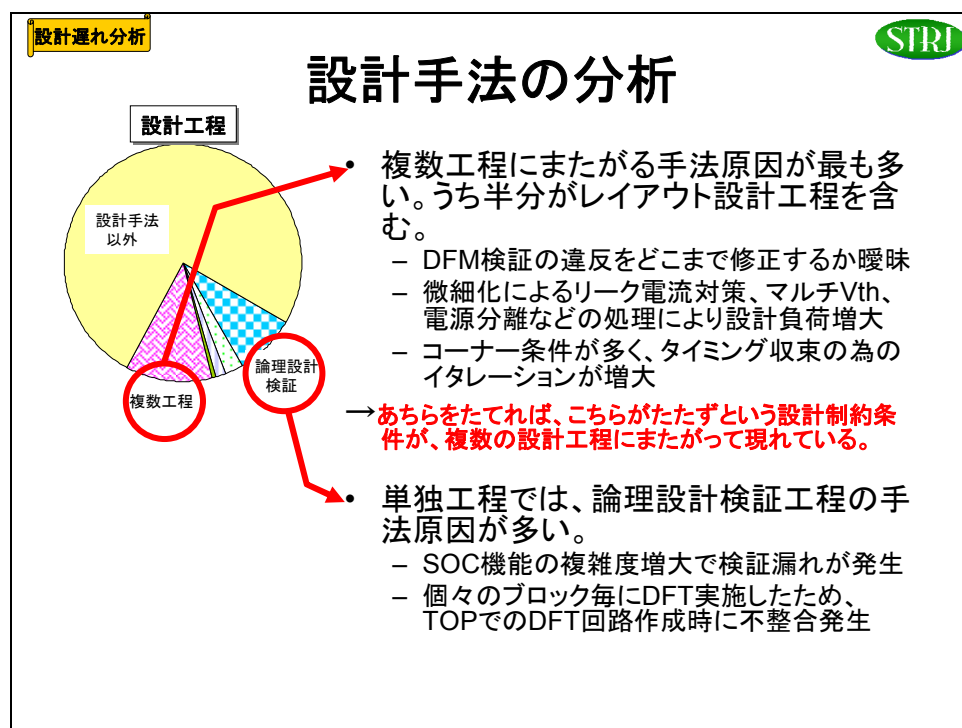 設計遅れ分析
STRJ
設計手法の分析
設計工程
設計手法
以外
複数工程
論理設計
検証
• 複数工程にまたがる手法原因が最も多
い。うち半分がレイアウト設計工程を含
む。
– DFM検証の違反をどこまで修正するか曖昧
– 微細化によるリーク電流対策、マルチVth、
電源分離などの処理により設計負荷増大
– コーナー条件が多く、タイミング収束の為の
イタレーションが増大
→あちらをたてれば、こちらがたたずという設計制約条
件が、複数の設計工程にまたがって現れている。
• 単独工程では、論理設計検証工程の手
法原因が多い。
– SOC機能の複雑度増大で検証漏れが発生
– 個々のブロック毎にDFT実施したため、
TOPでのDFT回路作成時に不整合発生